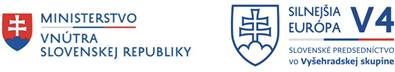 MINISTERSTVO
VNÚTRA
SLOVENSKEJ REPUBLIKY
SILNEJŠIA
EURÓPA
V4
SLOVENSKÉ PREDSEDNÍCTVO
vo Vyšehradskej skupine